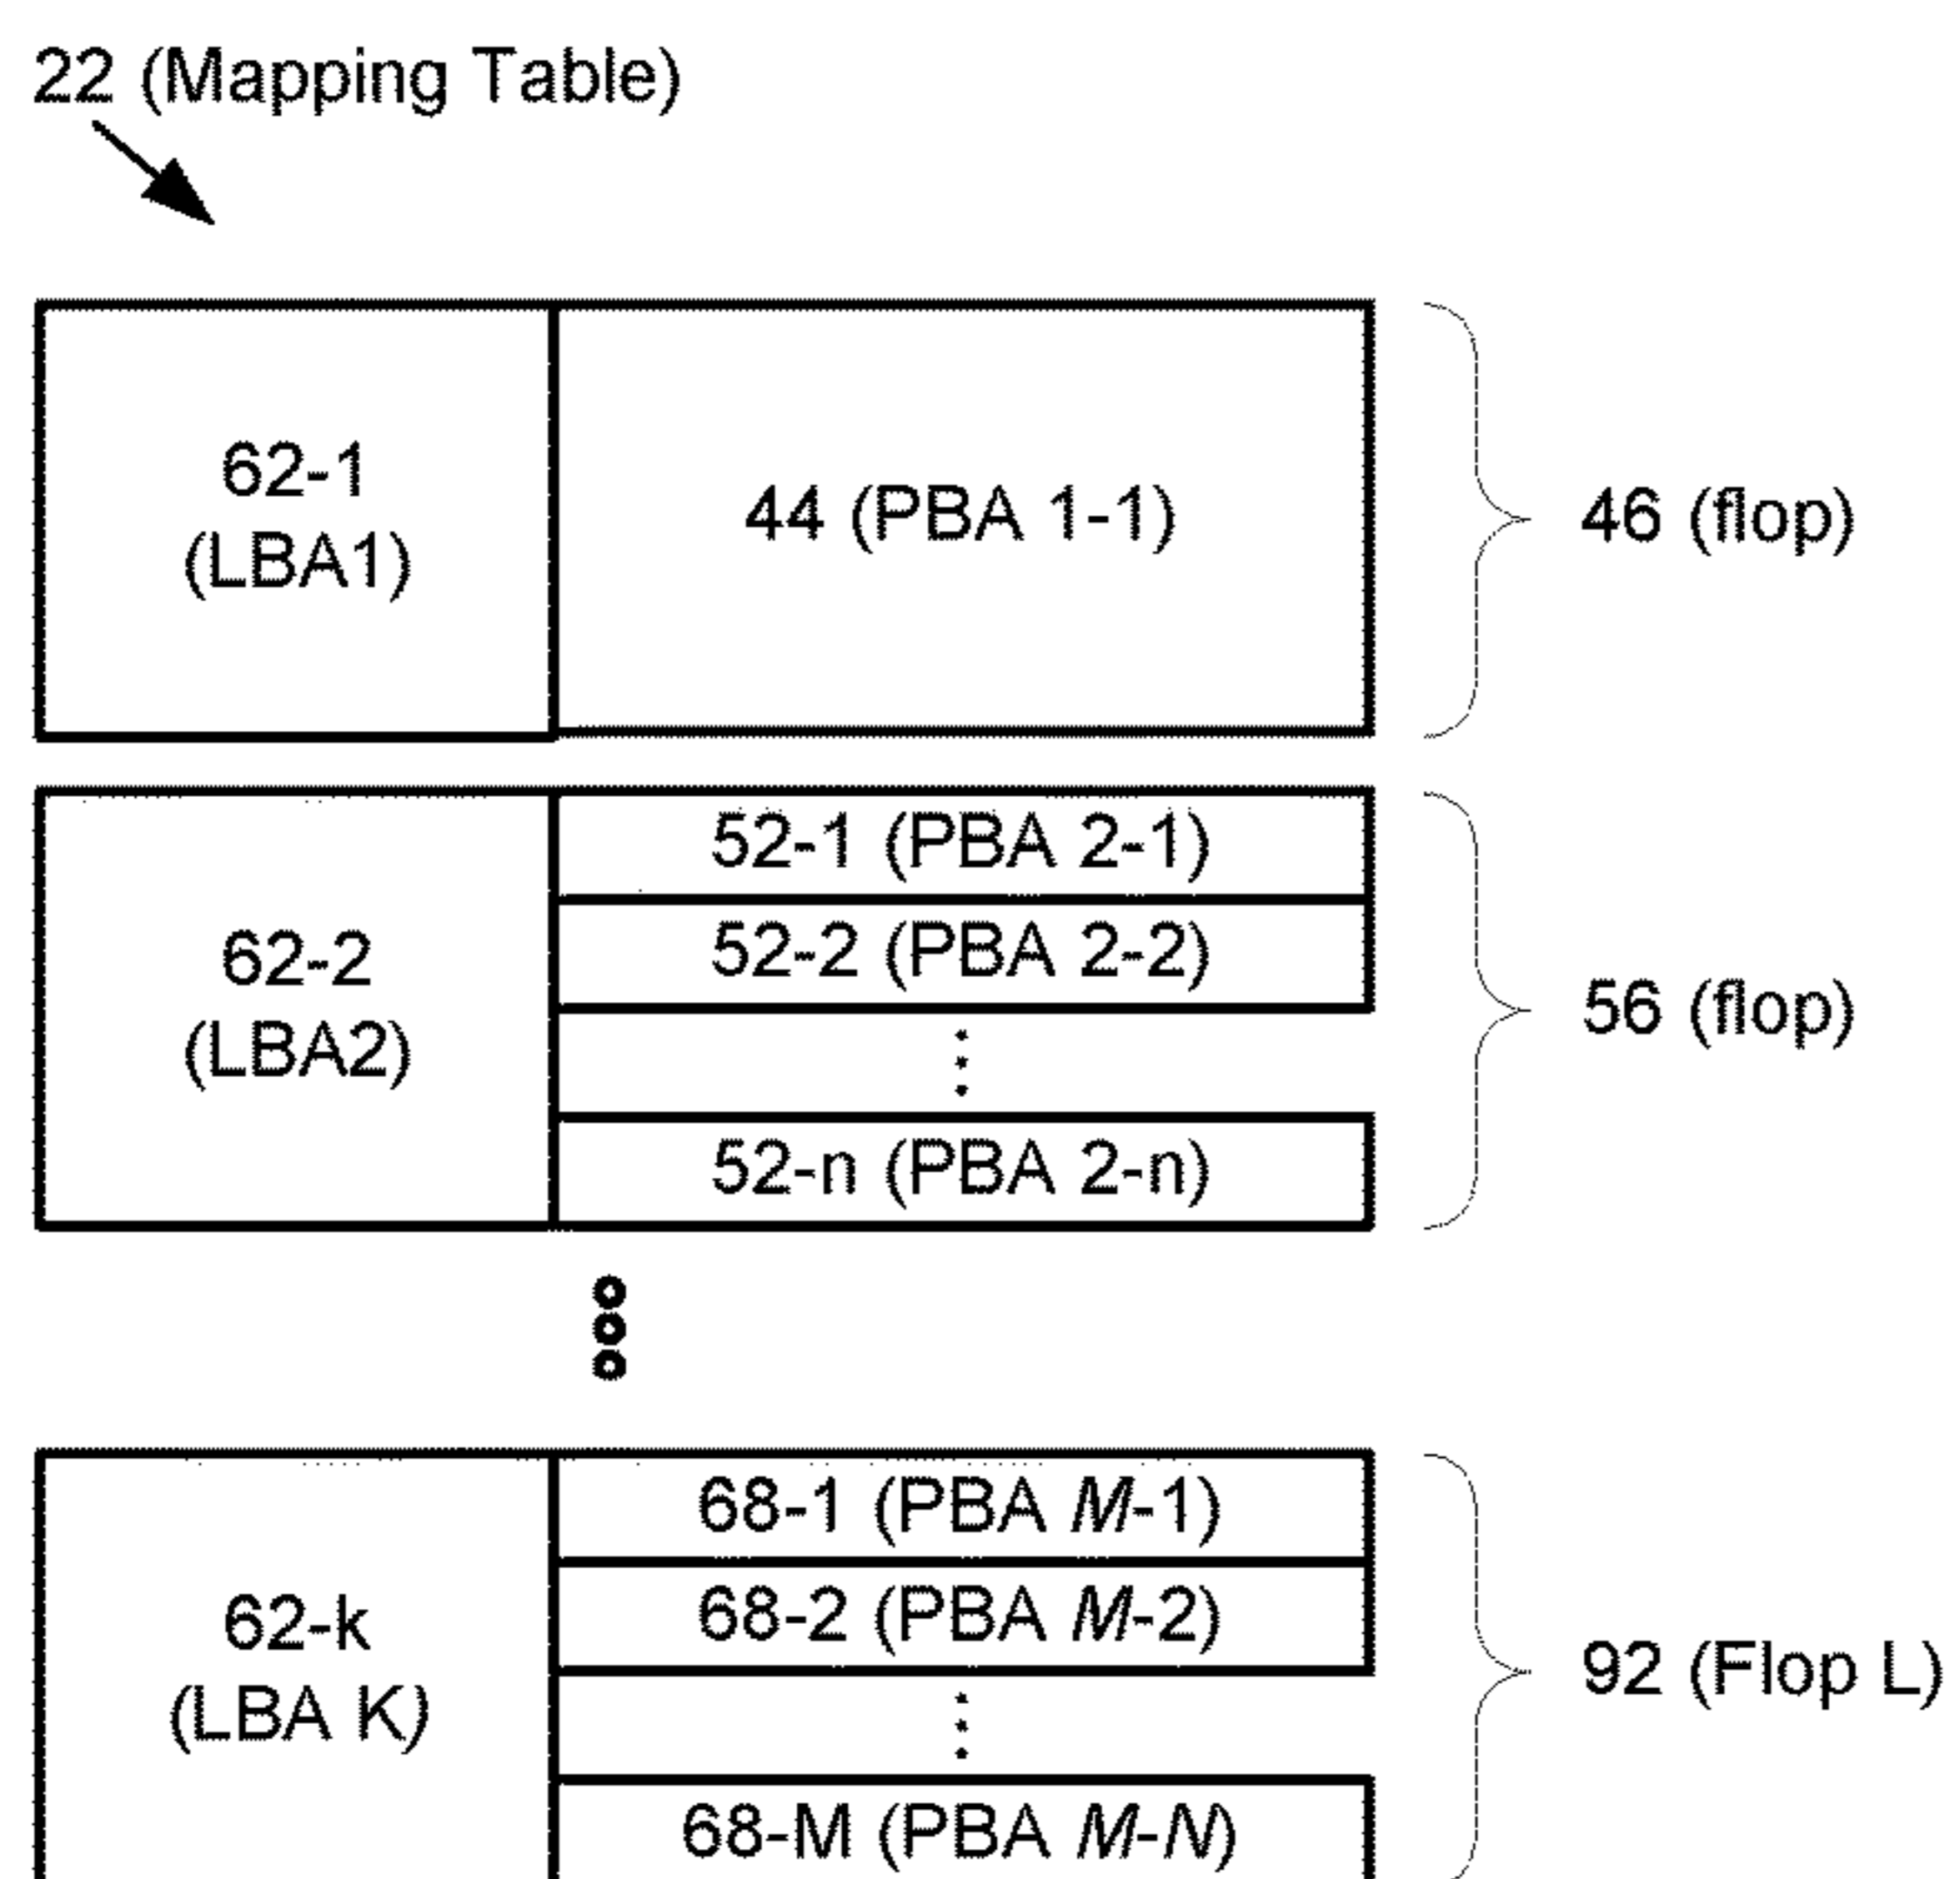 22 (Mapping Table)
62-1
(LBA1)
44 (PBA 1-1)
46 (flop)
62-2
(LBA2)
52-1 (PBA 2-1)
52-2 (PBA 2-2)
52-n (PBA 2-n)
56 (flop)
62-k
(LBA K)
68-1 (PBA M-1)
68-2 (PBA M-2)
68-M (PBA M-N)
92 (Flop L)